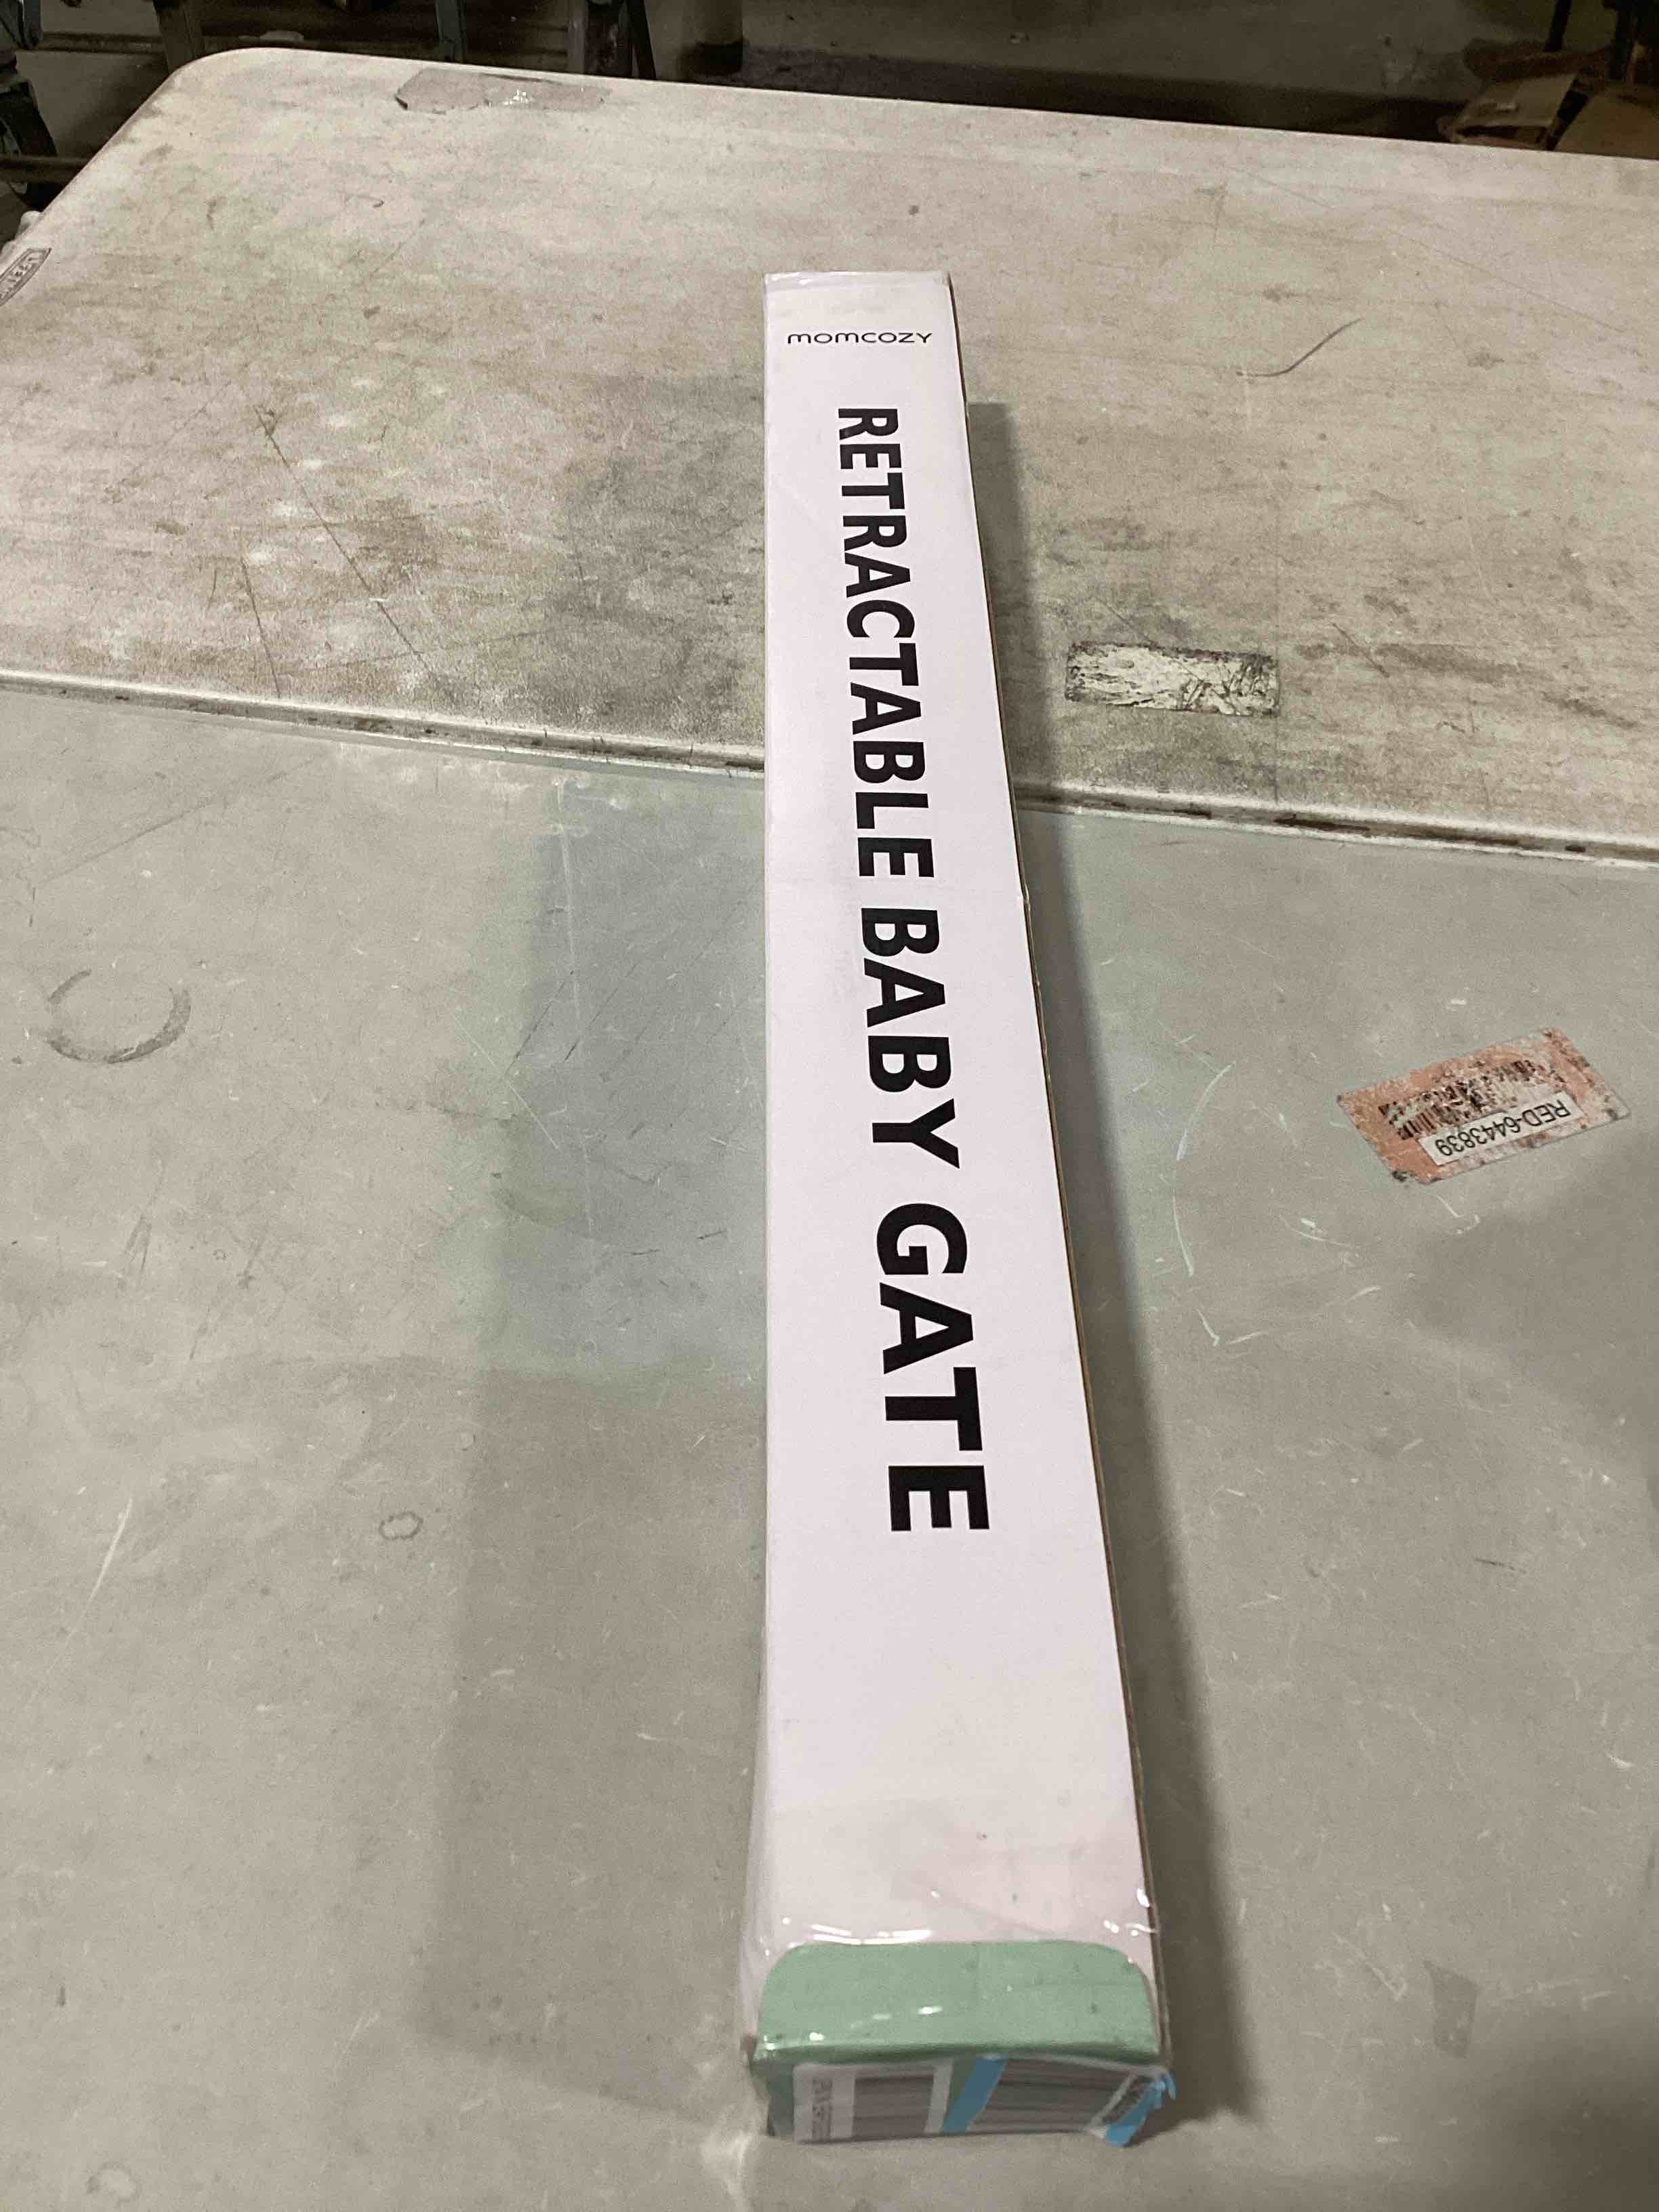 momcozy
RETRACTABLE BABY GATE
RED-6443839